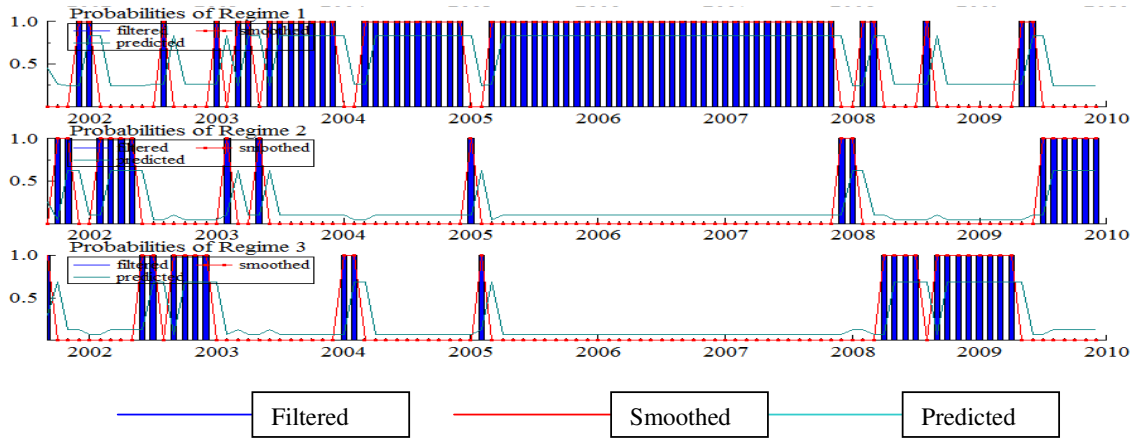 Probabilities of Regime 1
filtered smoothed
predicted
1.0
0.5
2002 2003 2004 2005 2006 2007 2008 2009 2010
Probabilities of Regime 2
filtered smoothed
predicted
1.0
0.5
2002 2003 2004 2005 2006 2007 2008 2009 2010
Probabilities of Regime 3
filtered smoothed
predicted
1.0
0.5
2002 2003 2004 2005 2006 2007 2008 2009 2010
Filtered Smoothed Predicted